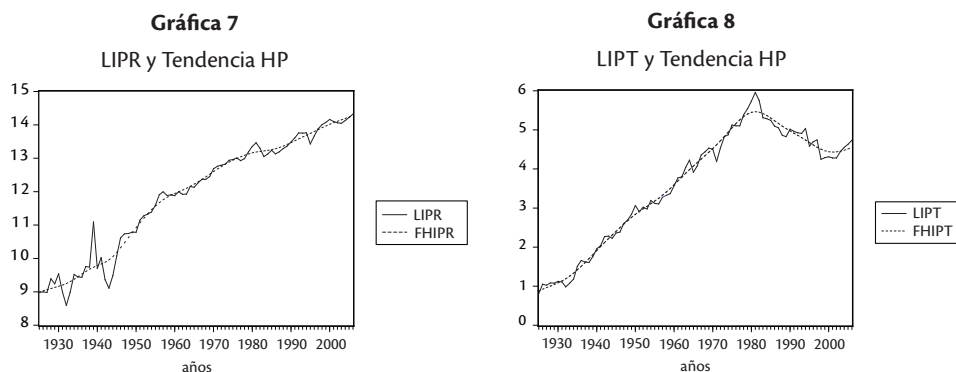 Gráfica 7
LIPR y Tendencia HP
15
14
13
12
11
10
9
8
1930 1940 1950 1960 1970 1980 1990 2000
años
LIPR
FHIPR
Gráfica 8
LIPT y Tendencia HP
6
5
4
3
2
1
0
1930 1940 1950 1960 1970 1980 1990 2000
años
LIPT
FHIPT